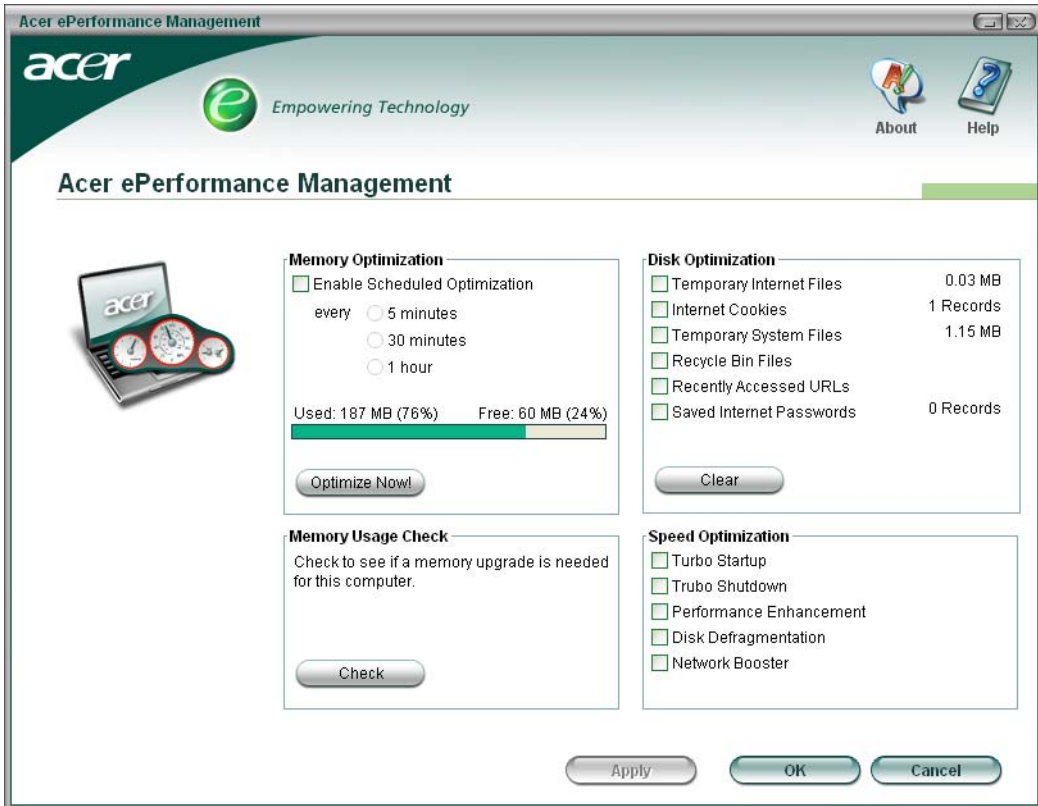 Acer ePerformance Management
acer
e Empowering Technology
About
Help
Acer ePerformance Management
acer
Memory Optimization
Enable Scheduled Optimization
every 5 minutes
30 minutes
1 hour
Used: 187 MB (76%) Free: 60 MB (24%)
Optimize Now!
Disk Optimization
Temporary Internet Files 0.03 MB
Internet Cookies 1 Records
Temporary System Files 1.15 MB
Recycle Bin Files
Recently Accessed URLs
Saved Internet Passwords 0 Records
Clear
Memory Usage Check
Check to see if a memory upgrade is needed
for this computer.
Check
Speed Optimization
Turbo Startup
Trubo Shutdown
Performance Enhancement
Disk Defragmentation
Network Booster
Apply
OK
Cancel